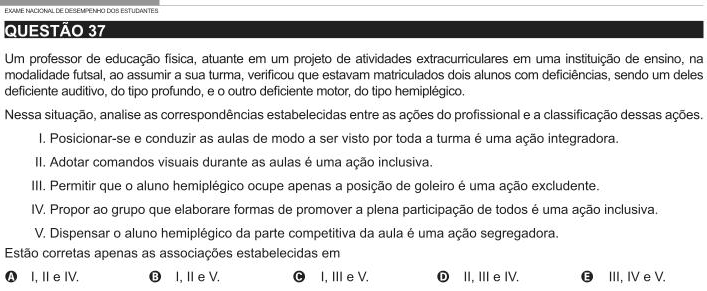 EXAME NACIONAL DE DESEMPENHO DOS ESTUDANTES
QUESTÃO 37
Um professor de educação física, atuante em um projeto de atividades extracurriculares em uma instituição de ensino, na
modalidade futsal, ao assumir a sua turma, verificou que estavam matriculados dois alunos com deficiências, sendo um deles
deficiente auditivo, do tipo profundo, e o outro deficiente motor, do tipo hemiplégico.
Nessa situação, analise as correspondências estabelecidas entre as ações do profissional e a classificação dessas ações.
I. Posicionar-se e conduzir as aulas de modo a ser visto por toda a turma é uma ação integradora.
II. Adotar comandos visuais durante as aulas é uma ação inclusiva.
III. Permitir que o aluno hemiplégico ocupe apenas a posição de goleiro é uma ação excludente.
IV. Propor ao grupo que elaborare formas de promover a plena participação de todos é uma ação inclusiva.
V. Dispensar o aluno hemiplégico da parte competitiva da aula é uma ação segregadora.
Estão corretas apenas as associações estabelecidas em
A I, II e IV. B I, II e V. C I, III e V. D II, III e IV. E III, IV e V.